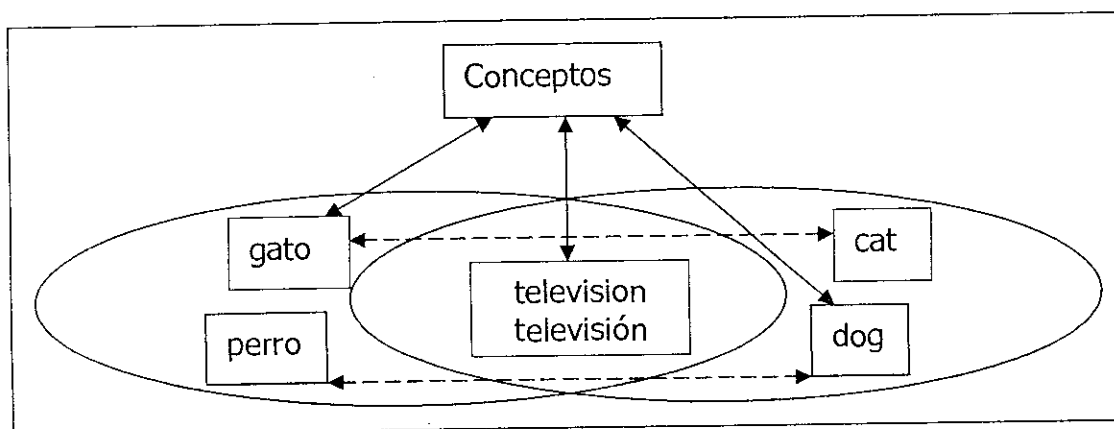 Conceptos
gato
cat
television
televisión
perro
dog